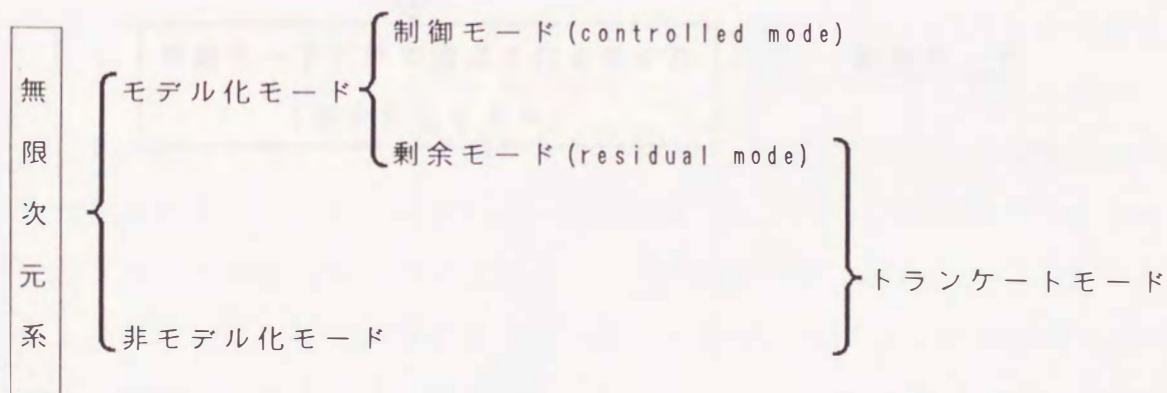 無限次元系
モデル化モード
制御モード(controlled mode)
剰余モード(residual mode)
非モデル化モード
トランケートモード